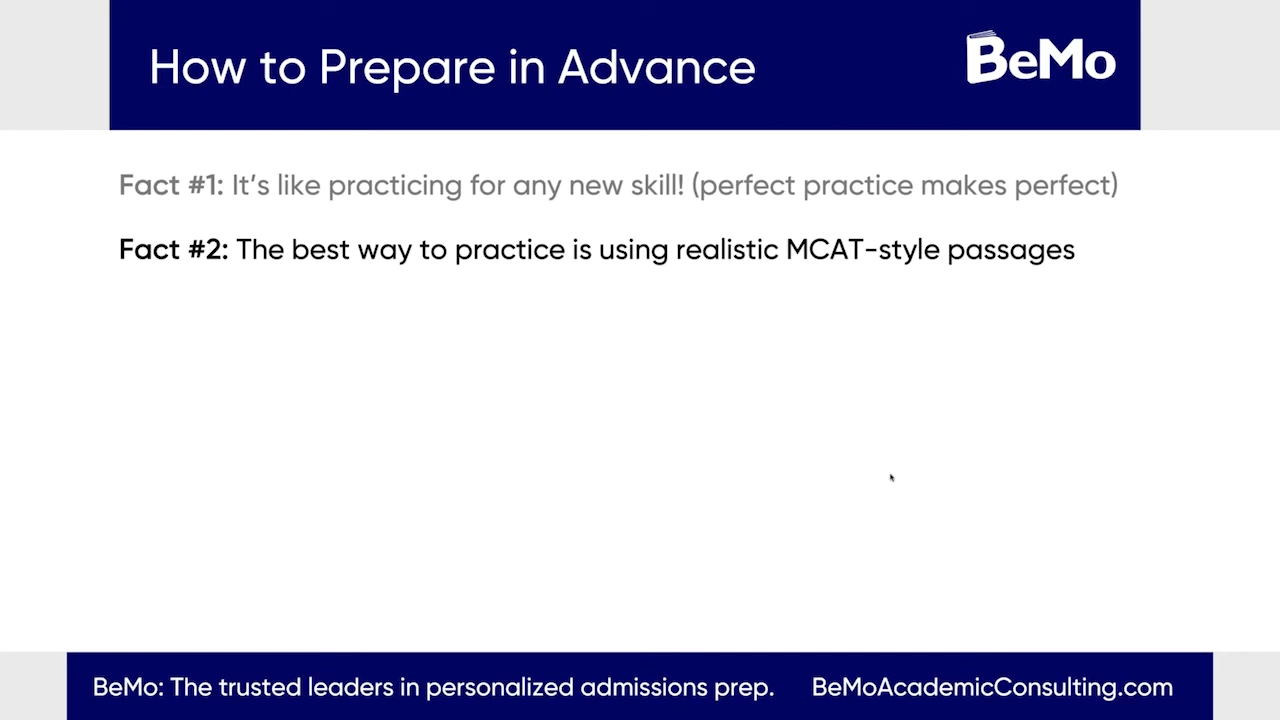 How to Prepare in Advance
BeMo
Fact #1: It's like practicing for any new skill! (perfect practice makes perfect)
Fact #2: The best way to practice is using realistic MCAT-style passages
BeMo: The trusted leaders in personalized admissions prep. BeMoAcademicConsulting.com